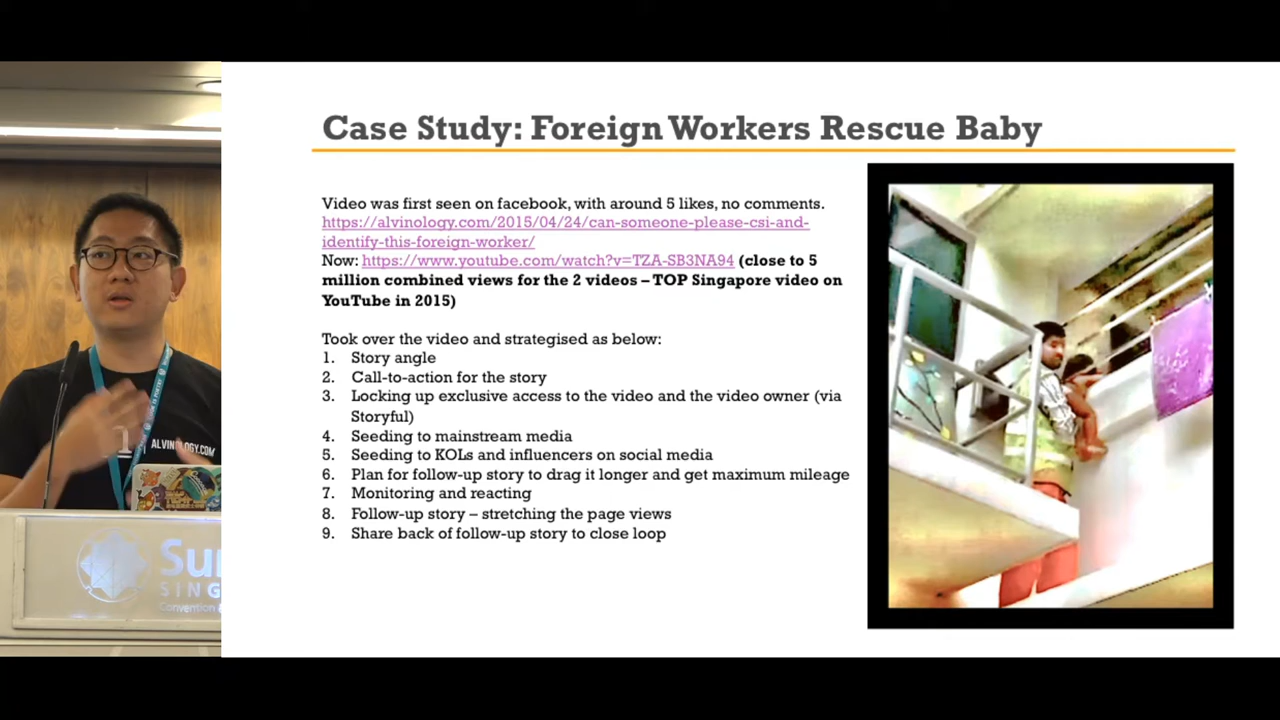 Case Study: Foreign Workers Rescue Baby
Video was first seen on facebook, with around 5 likes, no comments.
https://alvinology.com/2015/04/24/can-someone-please-csi-and-
identify-this-foreign-worker/
Now: https://www.youtube.com/watch?v=TZA-SB3NA94 (close to 5
million combined views for the 2 videos – TOP Singapore video on
YouTube in 2015)
Took over the video and strategised as below:
1. Story angle
2. Call-to-action for the story
3. Locking up exclusive access to the video and the video owner (via
Storyful)
4. Seeding to mainstream media
5. Seeding to KOLs and influencers on social media
6. Plan for follow-up story to drag it longer and get maximum mileage
7. Monitoring and reacting
8. Follow-up story – stretching the page views
9. Share back of follow-up story to close loop
ALVINOLOGY.COM
Sun
SING
Convention &